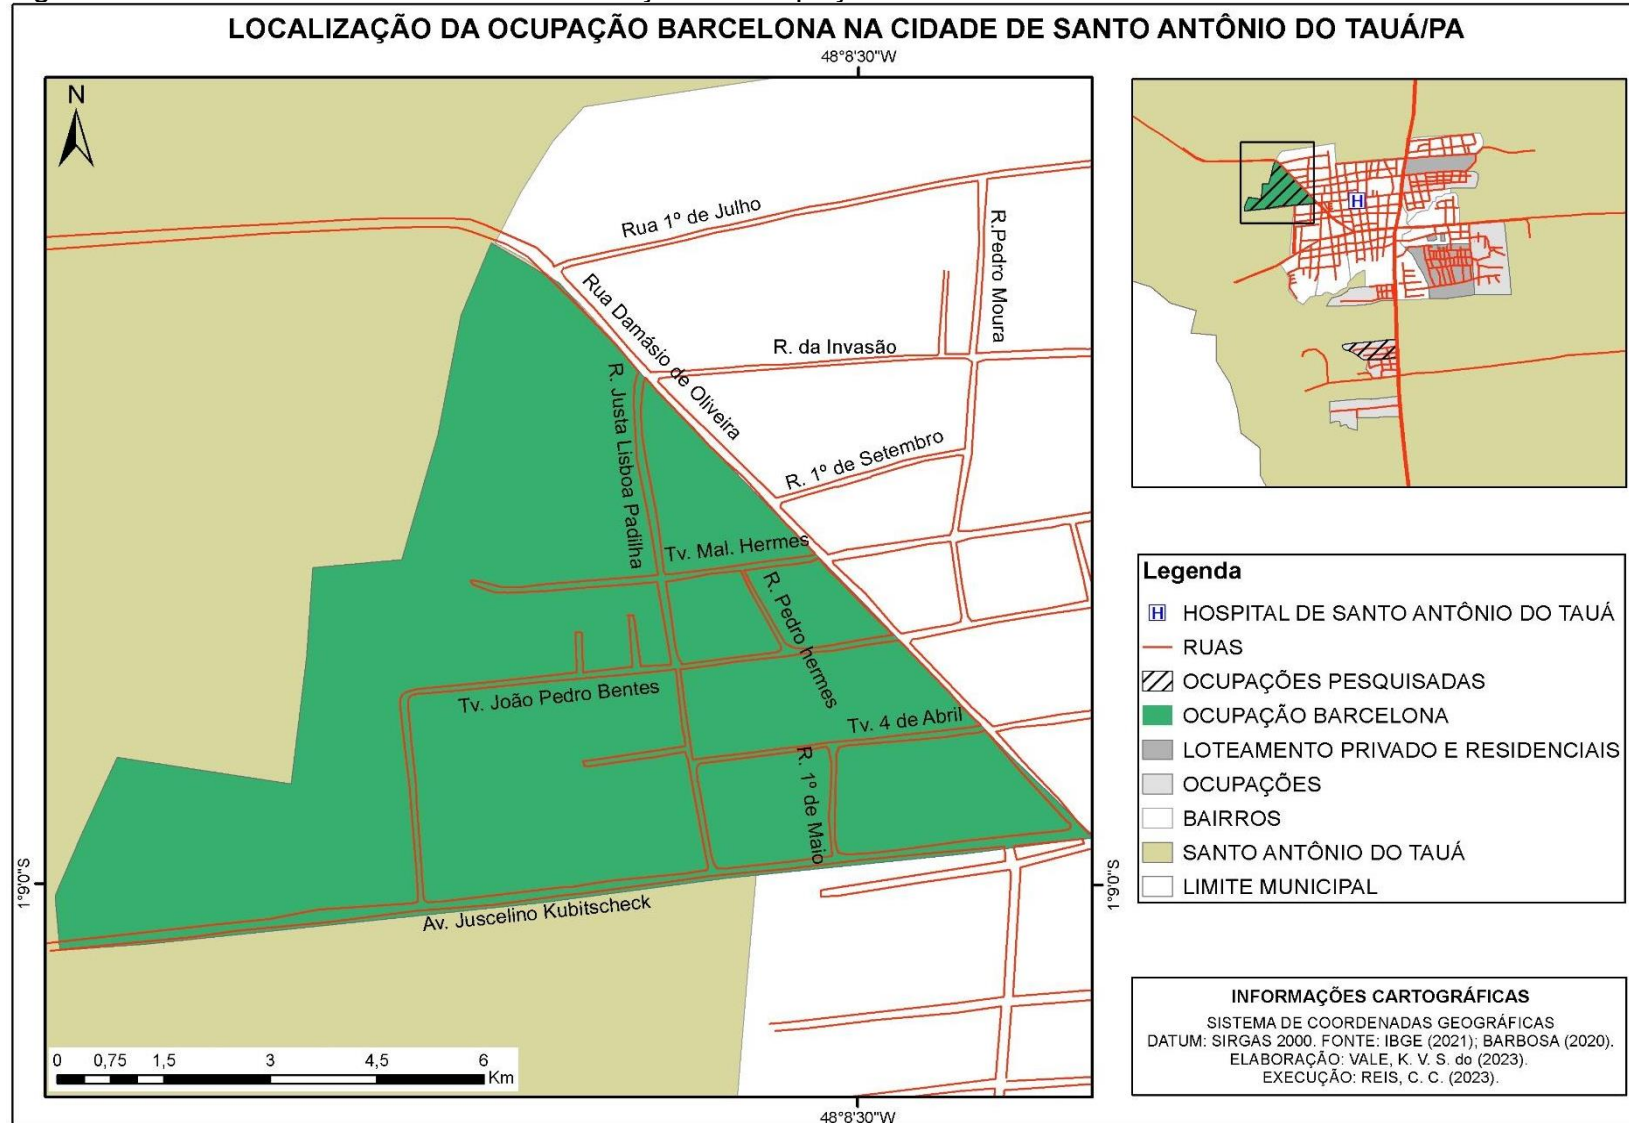 LOCALIZAÇÃO DA OCUPAÇÃO BARCELONA NA CIDADE DE SANTO ANTÔNIO DO TAUÁ/PA
48°8'30"W
N
Rua 1º de Julho
R.Pedro Moura
Rua Damásio de Oliveira
R. da Invasão
R. Justa Lisboa Padilha
R. 1º de Setembro
Tv. Mal. Hermes
R. Pedro hermes
Tv. João Pedro Bentes
Tv. 4 de Abril
R. 1º de Maio
Av. Juscelino Kubitscheck
1°9'0"S
1°9'0"S
0 0,75 1,5 3 4,5 6
Km
48°8'30"W
H
Legenda
H HOSPITAL DE SANTO ANTÔNIO DO TAUÁ
RUAS
OCUPAÇÕES PESQUISADAS
OCUPAÇÃO BARCELONA
LOTEAMENTO PRIVADO E RESIDENCIAIS
OCUPAÇÕES
BAIRROS
SANTO ANTÔNIO DO TAUÁ
LIMITE MUNICIPAL
INFORMAÇÕES CARTOGRÁFICAS
SISTEMA DE COORDENADAS GEOGRÁFICAS
DATUM: SIRGAS 2000. FONTE: IBGE (2021); BARBOSA (2020).
ELABORAÇÃO: VALE, K. V. S. do (2023).
EXECUÇÃO: REIS, C. C. (2023).